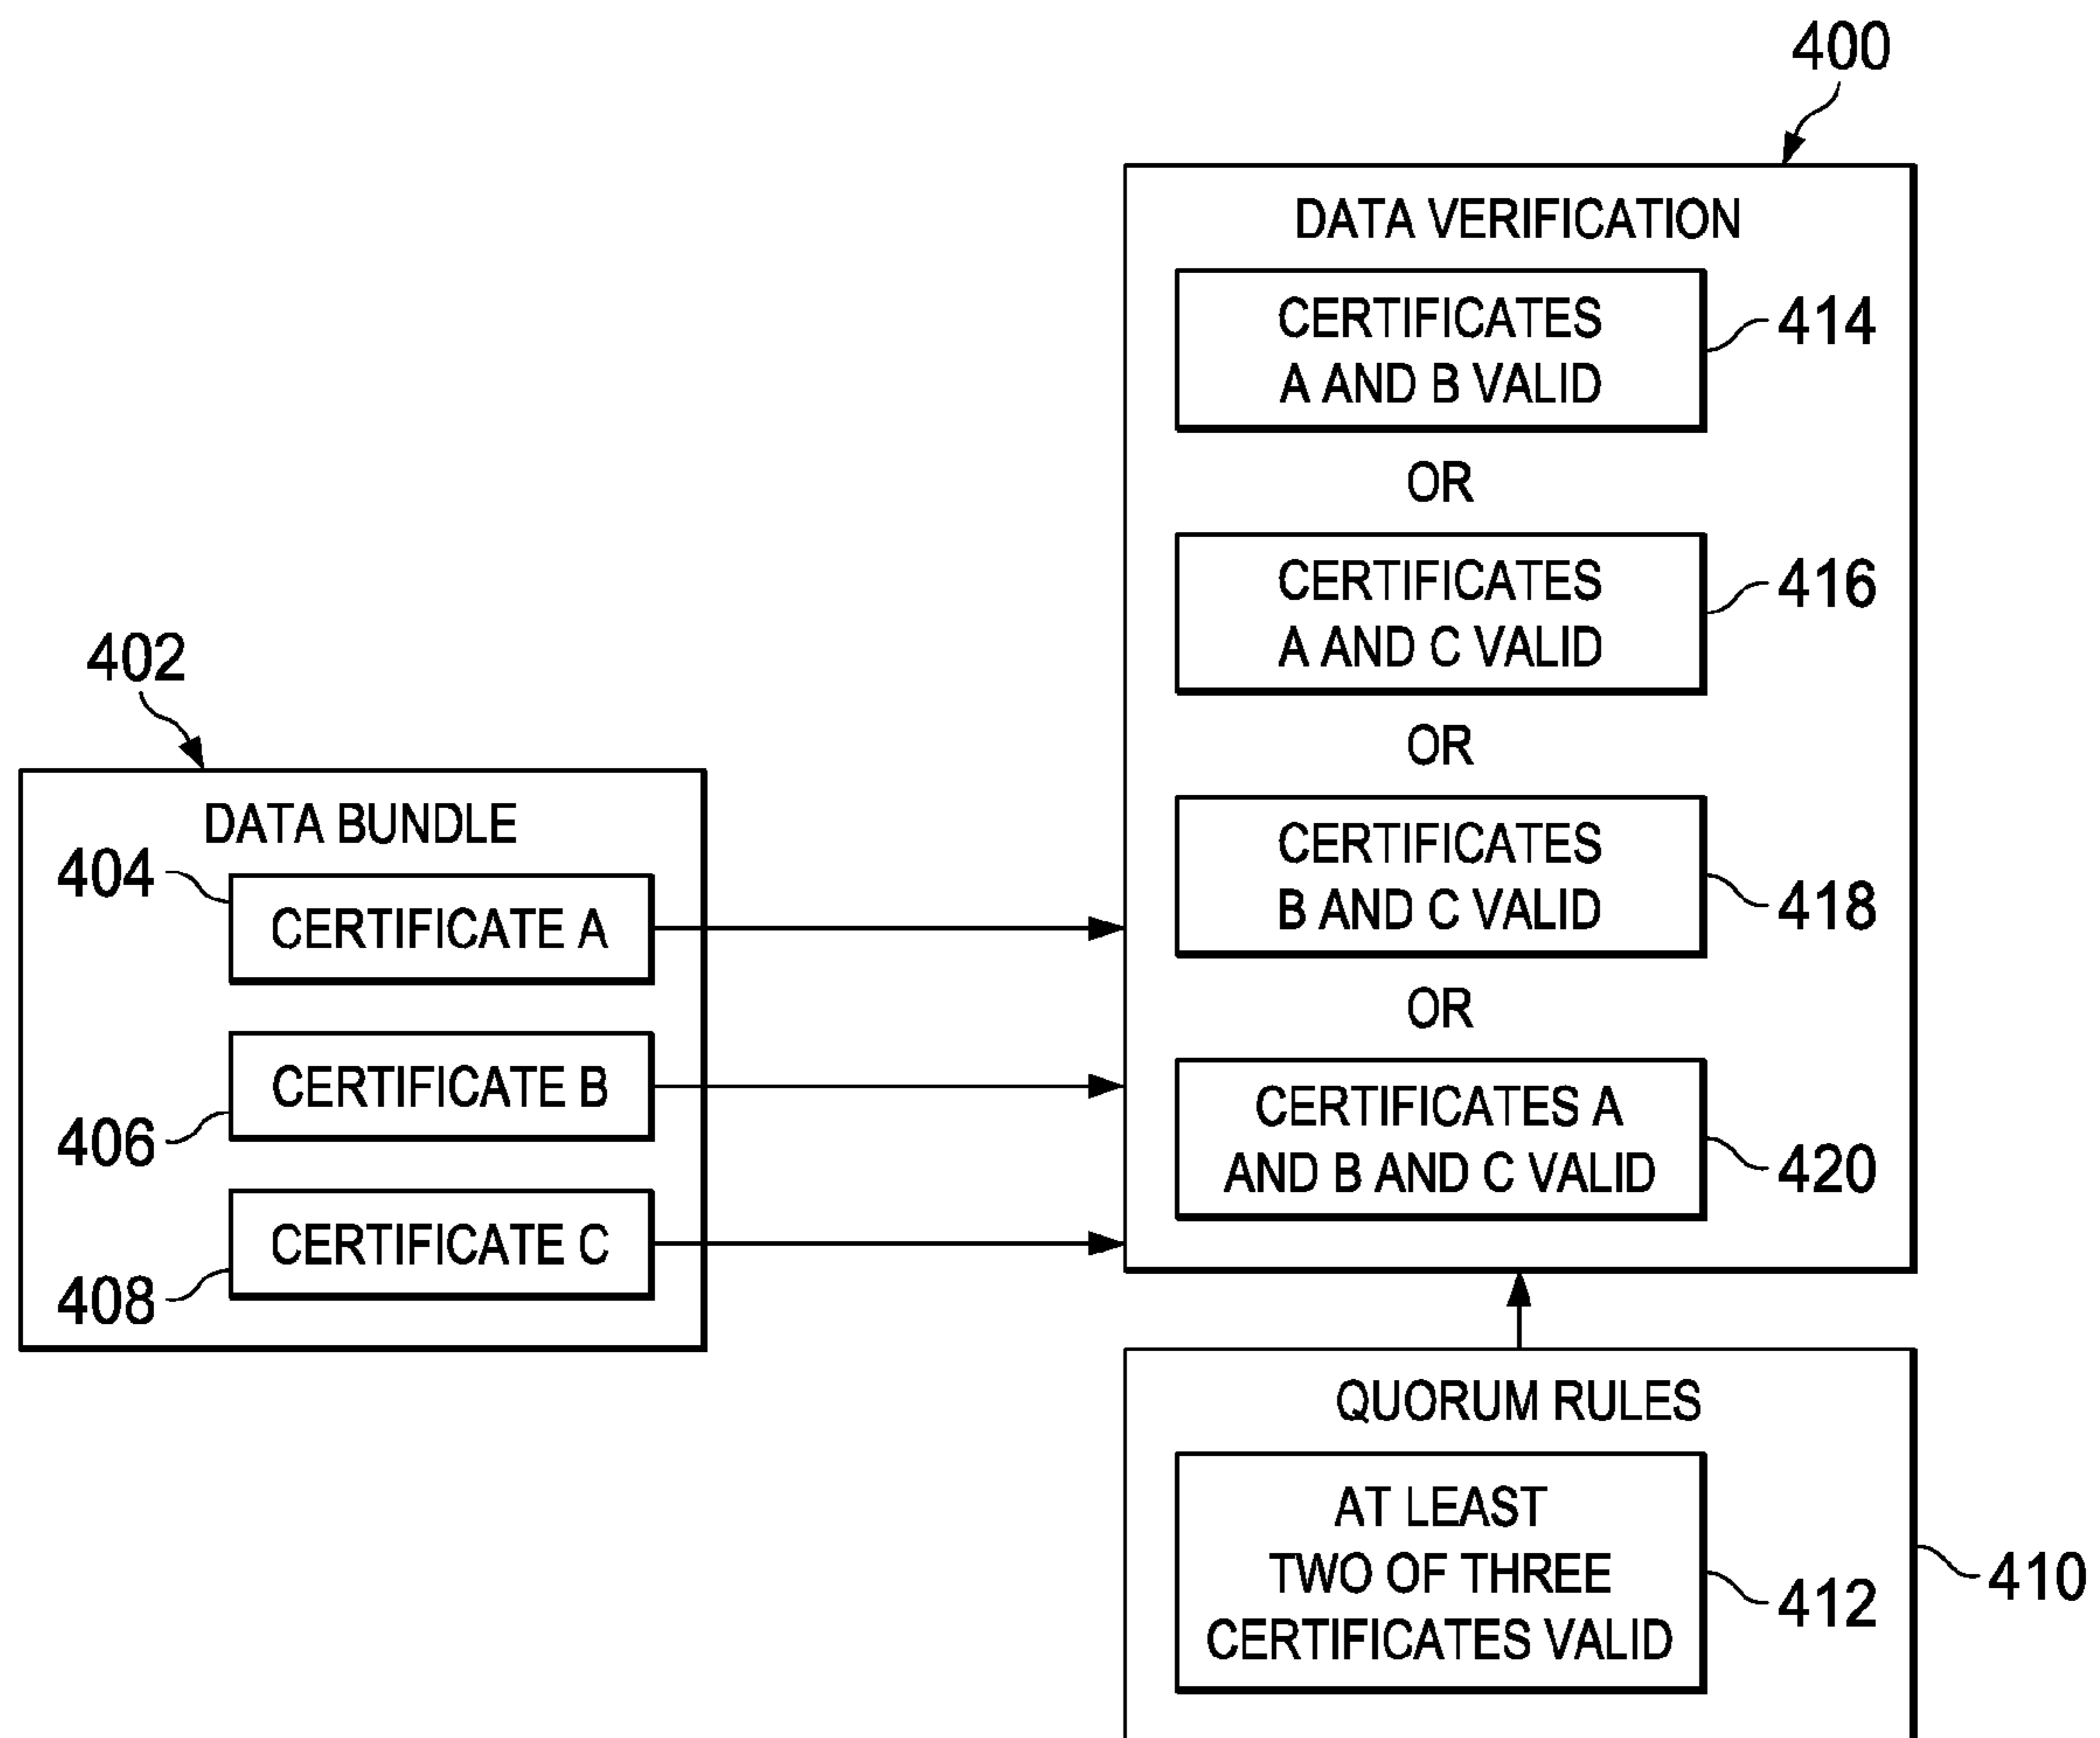 400
DATA VERIFICATION
CERTIFICATES
A AND B VALID
414
OR
CERTIFICATES
A AND C VALID
416
OR
CERTIFICATES
B AND C VALID
418
OR
CERTIFICATES A
AND B AND C VALID
420
402
DATA BUNDLE
404
CERTIFICATE A
CERTIFICATE B
406
CERTIFICATE C
408
QUORUM RULES
AT LEAST
TWO OF THREE
CERTIFICATES VALID
412
410